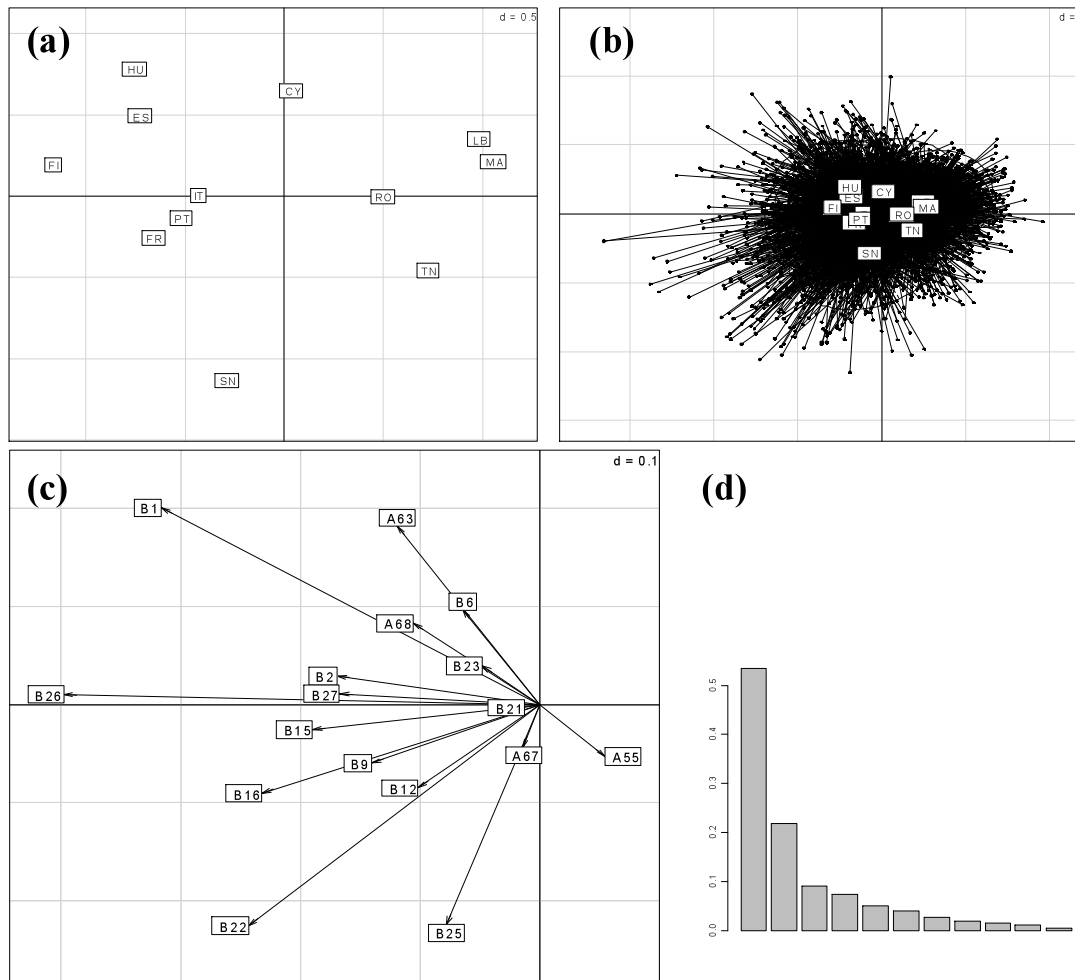 (a)
d = 0.5
HU
CY
ES
LB
MA
FI
IT
RO
PT
FR
TN
SN
(b)
d =
HU
ES
CY
FI
MA
PT
RO
TN
SN
(c)
d = 0.1
B1
A63
B6
A68
B23
B2
B26
B27
B21
B15
A67
A55
B9
B12
B16
B22
B25
(d)
0.5
0.4
0.3
0.2
0.1
0.0